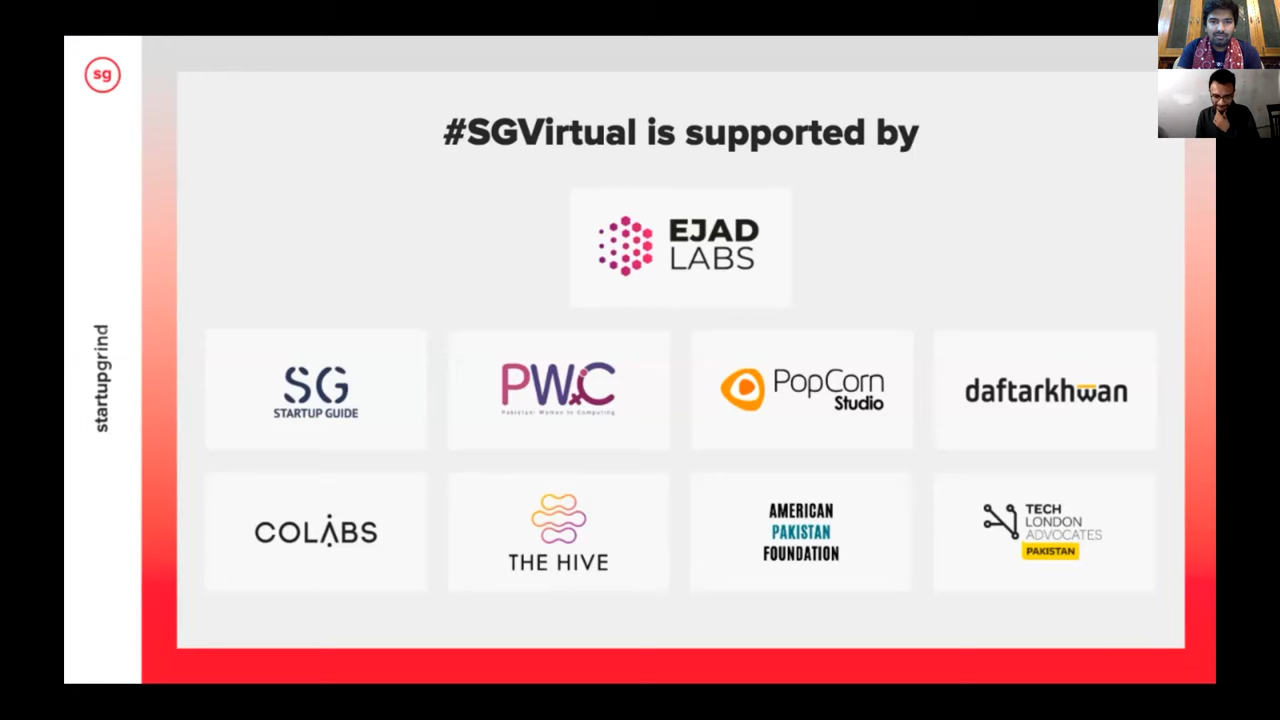 sg
startupgrind
#SGVirtual is supported by
EJAD
LABS
SG
STARTUP GUIDE
PWiC
Pakistani Women In Computing
PopCorn
Studio
daftarkhwan
COLABS
THE HIVE
AMERICAN
PAKISTAN
FOUNDATION
TECH
LONDON
ADVOCATES
PAKISTAN